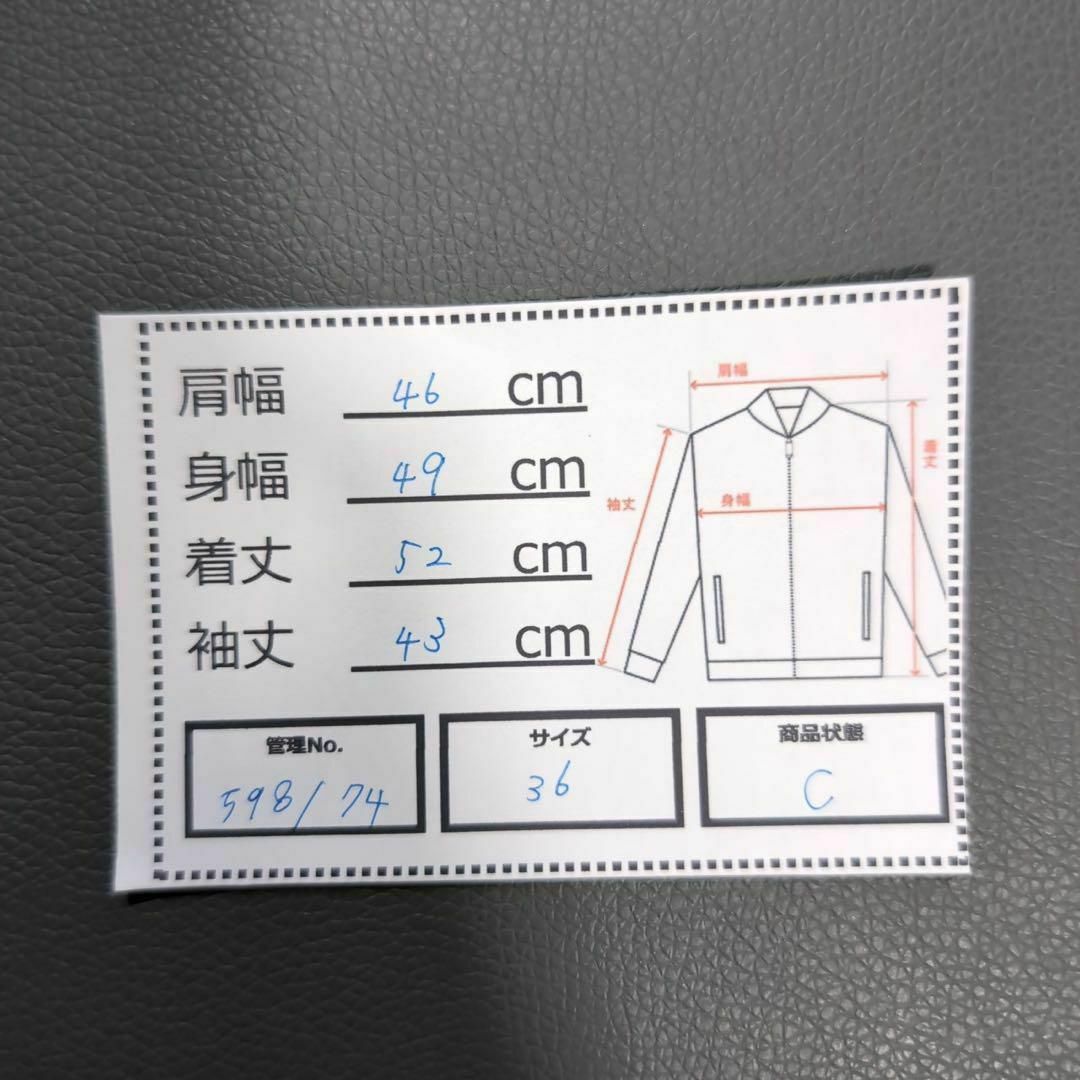 肩幅 46 cm
身幅 49 cm
着丈 52 cm
袖丈 43 cm
肩幅
着丈
袖丈
身幅
管理No.
598/74
サイズ
36
商品状態
C